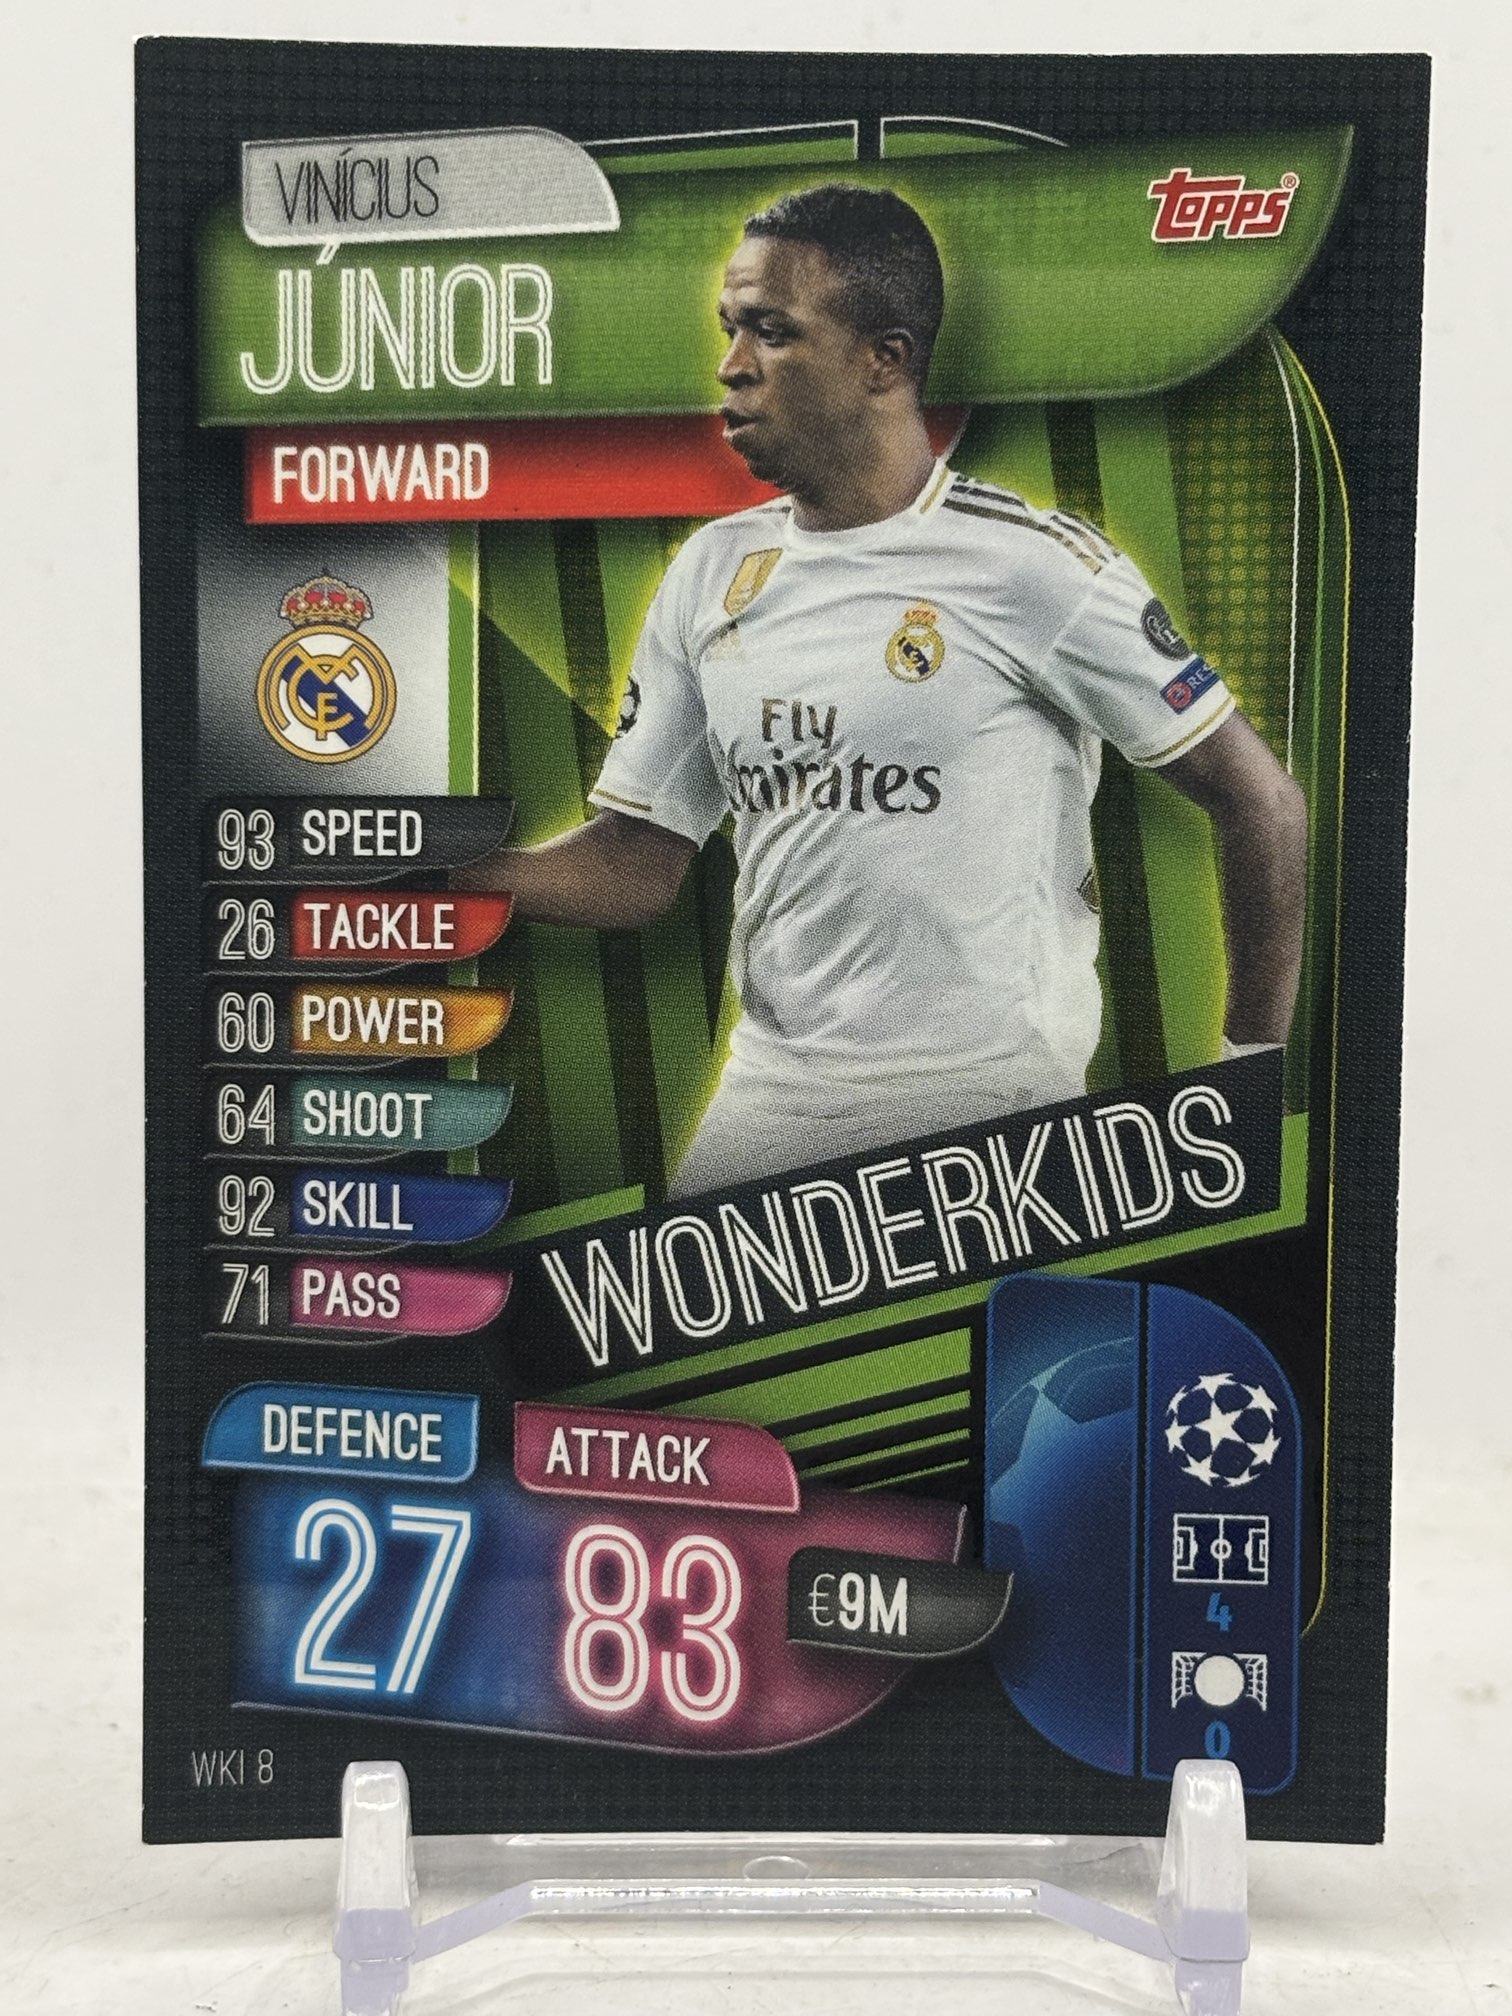 VINÍCIUS
JÚNIOR
topps®
FORWARD
Fly
Emirates
RES
93 SPEED
26 TACKLE
60 POWER
64 SHOOT
92 SKILL
71 PASS
WONDERKIDS
DEFENCE
27
ATTACK
83
€9M
4
0
WKI 8